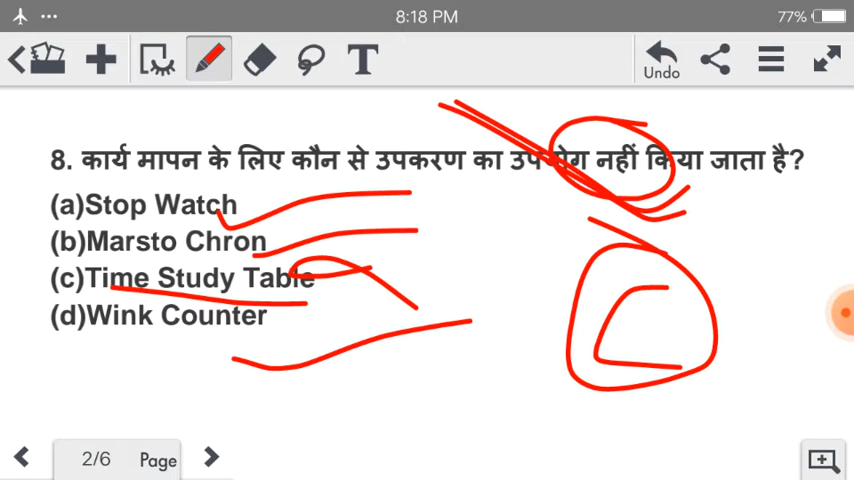 8:18 PM
77%
T
Undo
8. कार्य मापन के लिए कौन से उपकरण का उपयोग नहीं किया जाता है?
(a)Stop Watch
(b)Marsto Chron
(c)Time Study Table
(d)Wink Counter
C
2/6 Page